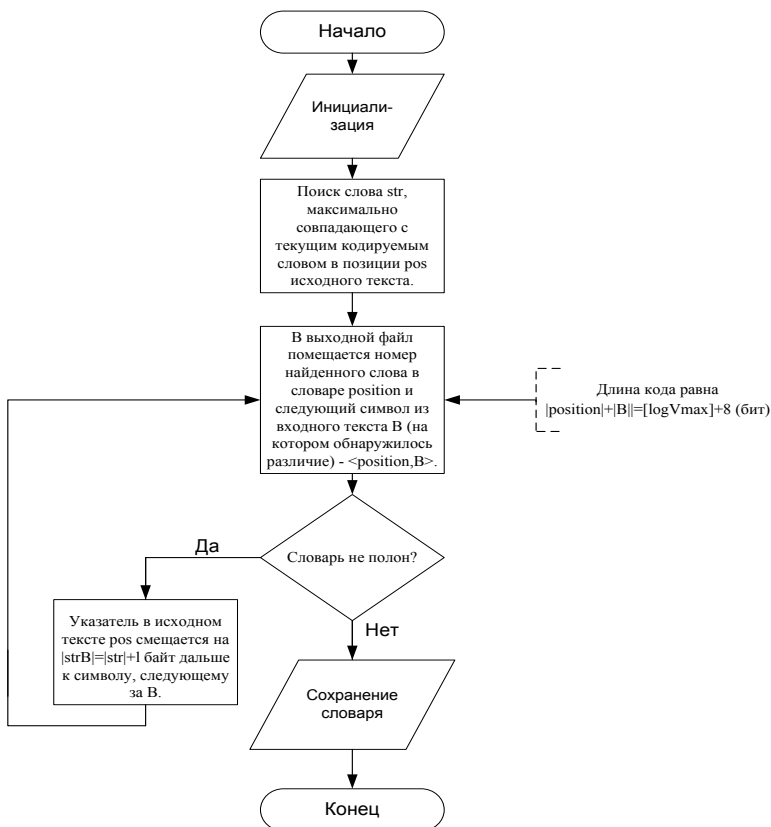 Начало
Инициали-
зация
Поиск слова str,
максимально
совпадающего с
текущим кодируемым
словом в позиции pos
исходного текста.
В выходной файл
помещается номер
найденного слова в
словаре position и
следующий символ из
входного текста B (на
котором обнаружилось
различие) - <position,B>.
Длина кода равна
|position|+|B||=[logVmax]+8 (бит)
Словарь не полон?
Да
Нет
Указатель в исходном
тексте pos смещается на
|strB|=|str|+l байт дальше
к символу, следующему
за B.
Сохранение
словаря
Конец